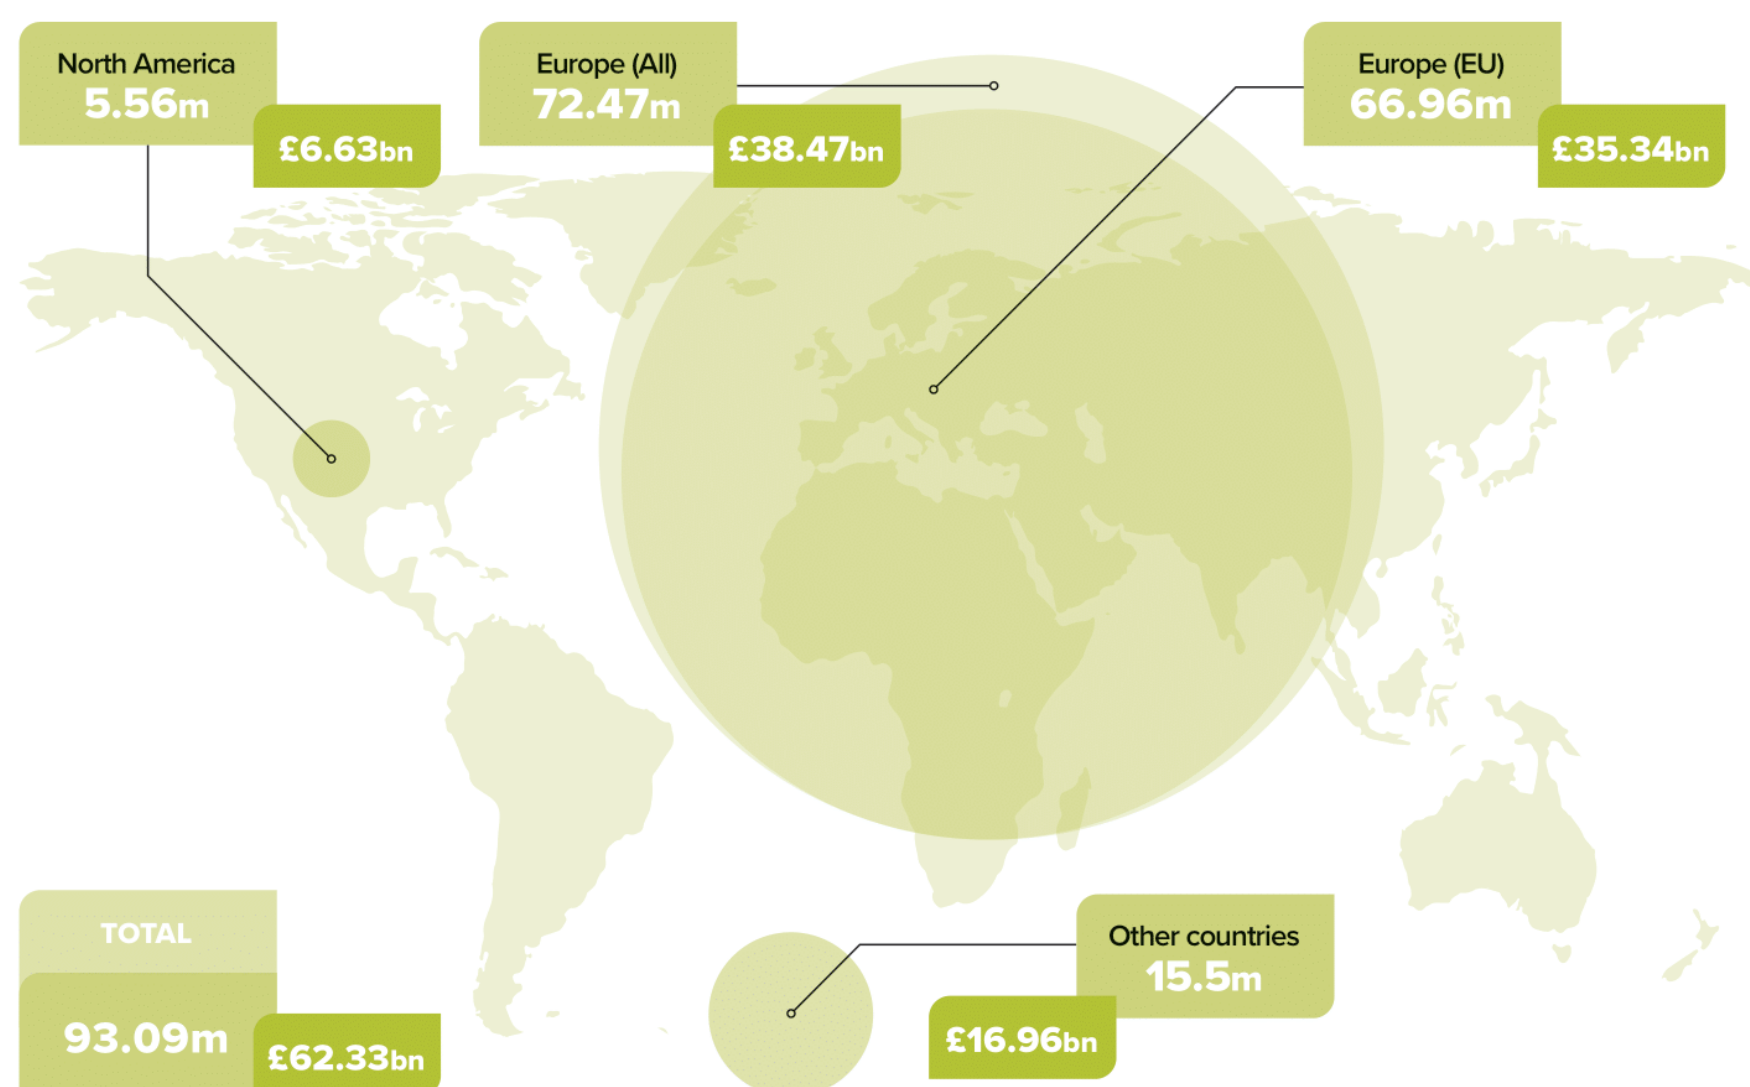 North America
5.56m
£6.63bn
Europe (All)
72.47m
£38.47bn
Europe (EU)
66.96m
£35.34bn
TOTAL
93.09m
£62.33bn
Other countries
15.5m
£16.96bn